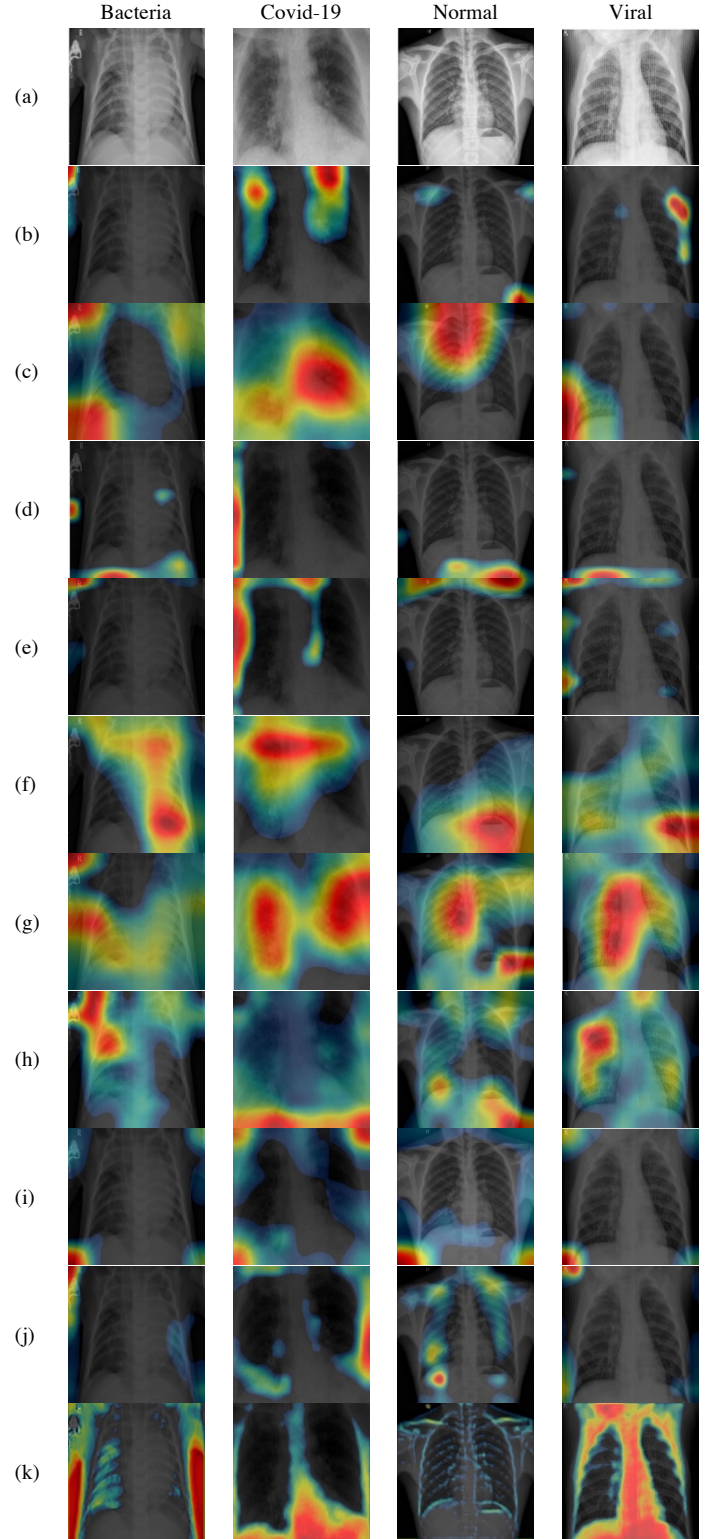 Bacteria Covid-19 Normal Viral
(a)
(b)
(c)
(d)
(e)
(f)
(g)
(h)
(i)
(j)
(k)